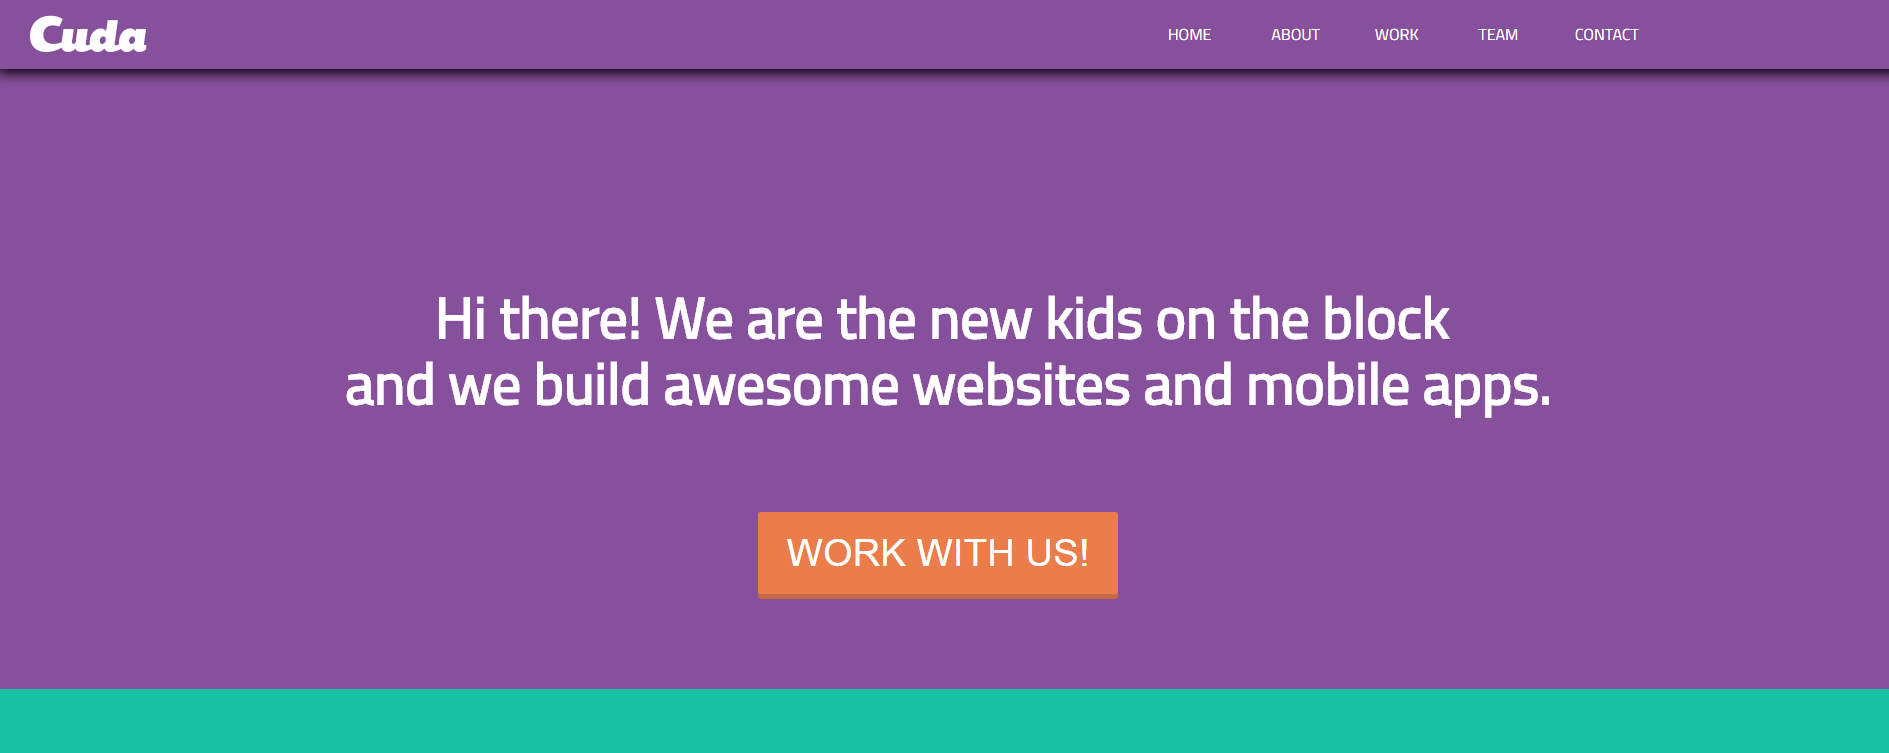 Cuda
HOME ABOUT WORK TEAM CONTACT
Hi there! We are the new kids on the block
and we build awesome websites and mobile apps.
WORK WITH US!